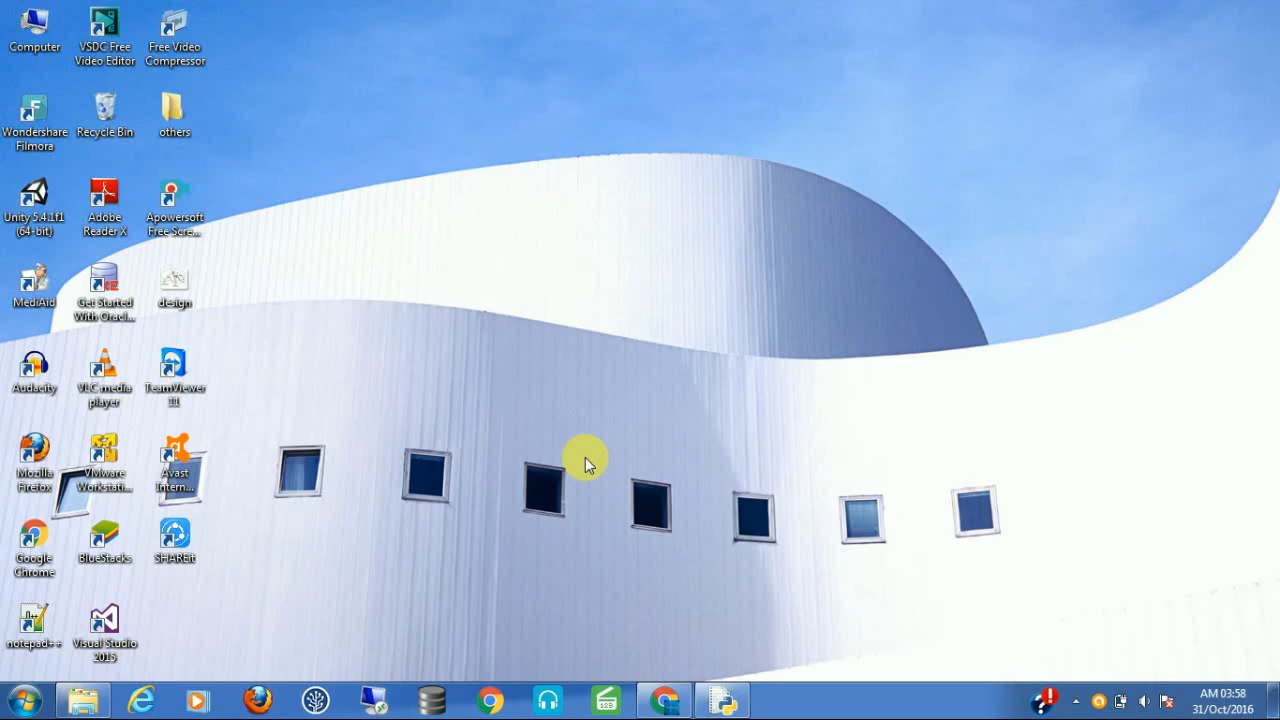 Computer
VSDC Free
Video Editor
Free Video
Compressor
Wondershare
Filmora
Recycle Bin
others
Unity 5.4.1f1
(64-bit)
Adobe
Reader X
Apowersoft
Free Scre...
MediAid
Get Started
With Oracl...
design
Audacity
VLC media
player
TeamViewer
11
Mozilla
Firefox
VMware
Workstati...
Avast
Intern...
Google
Chrome
BlueStacks
SHAREit
notepad++
Visual Studio
2015
123
AM 03:58
31/Oct/2016